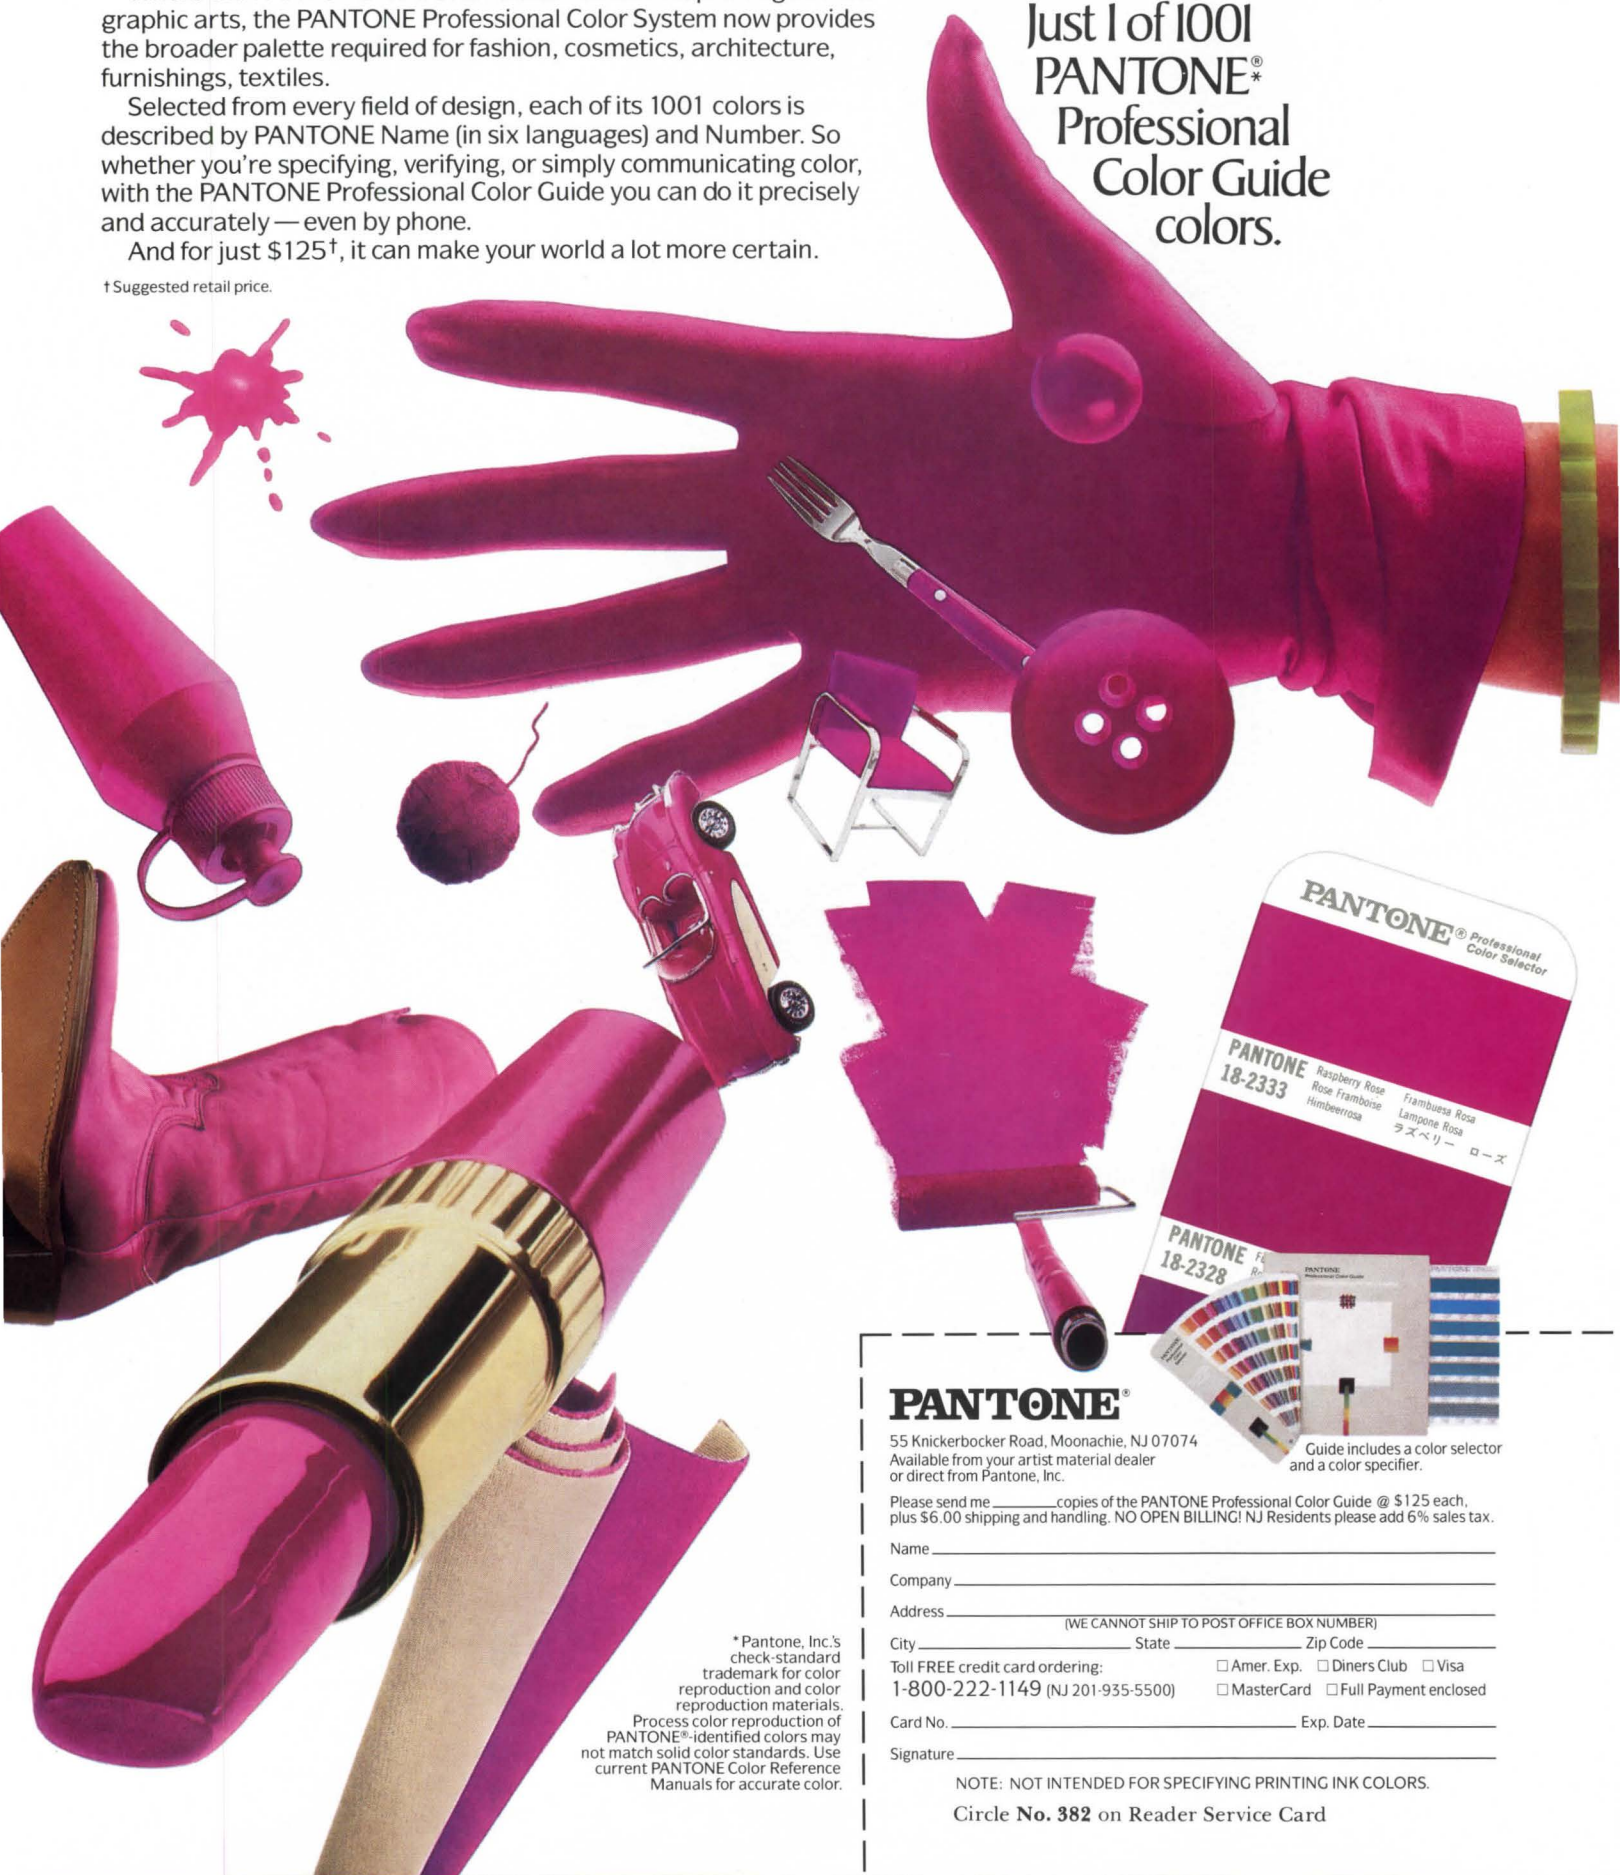 graphic arts, the PANTONE Professional Color System now provides
the broader palette required for fashion, cosmetics, architecture,
furnishings, textiles.
Selected from every field of design, each of its 1001 colors is
described by PANTONE Name (in six languages) and Number. So
whether you're specifying, verifying, or simply communicating color,
with the PANTONE Professional Color Guide you can do it precisely
and accurately — even by phone.
And for just $125†, it can make your world a lot more certain.
† Suggested retail price.
Just 1 of 1001
PANTONE®*
Professional
Color Guide
colors.
PANTONE® Professional
Color Selector
PANTONE
18-2333
Raspberry Rose
Rose Framboise
Himbeerrosa
Frambuesa Rosa
Lampone Rosa
ラズベリー ローズ
PANTONE
18-2328
PANTONE
Professional Color Guide
PANTONE®
55 Knickerbocker Road, Moonachie, NJ 07074
Available from your artist material dealer
or direct from Pantone, Inc.
Guide includes a color selector
and a color specifier.
Please send me ______ copies of the PANTONE Professional Color Guide @ $125 each,
plus $6.00 shipping and handling. NO OPEN BILLING! NJ Residents please add 6% sales tax.
Name
Company
Address
(WE CANNOT SHIP TO POST OFFICE BOX NUMBER)
City State Zip Code
Toll FREE credit card ordering:
1-800-222-1149 (NJ 201-935-5500)
□ Amer. Exp. □ Diners Club □ Visa
□ MasterCard □ Full Payment enclosed
Card No. Exp. Date
Signature
NOTE: NOT INTENDED FOR SPECIFYING PRINTING INK COLORS.
Circle No. 382 on Reader Service Card
*Pantone, Inc.'s
check-standard
trademark for color
reproduction and color
reproduction materials.
Process color reproduction of
PANTONE®-identified colors may
not match solid color standards. Use
current PANTONE Color Reference
Manuals for accurate color.